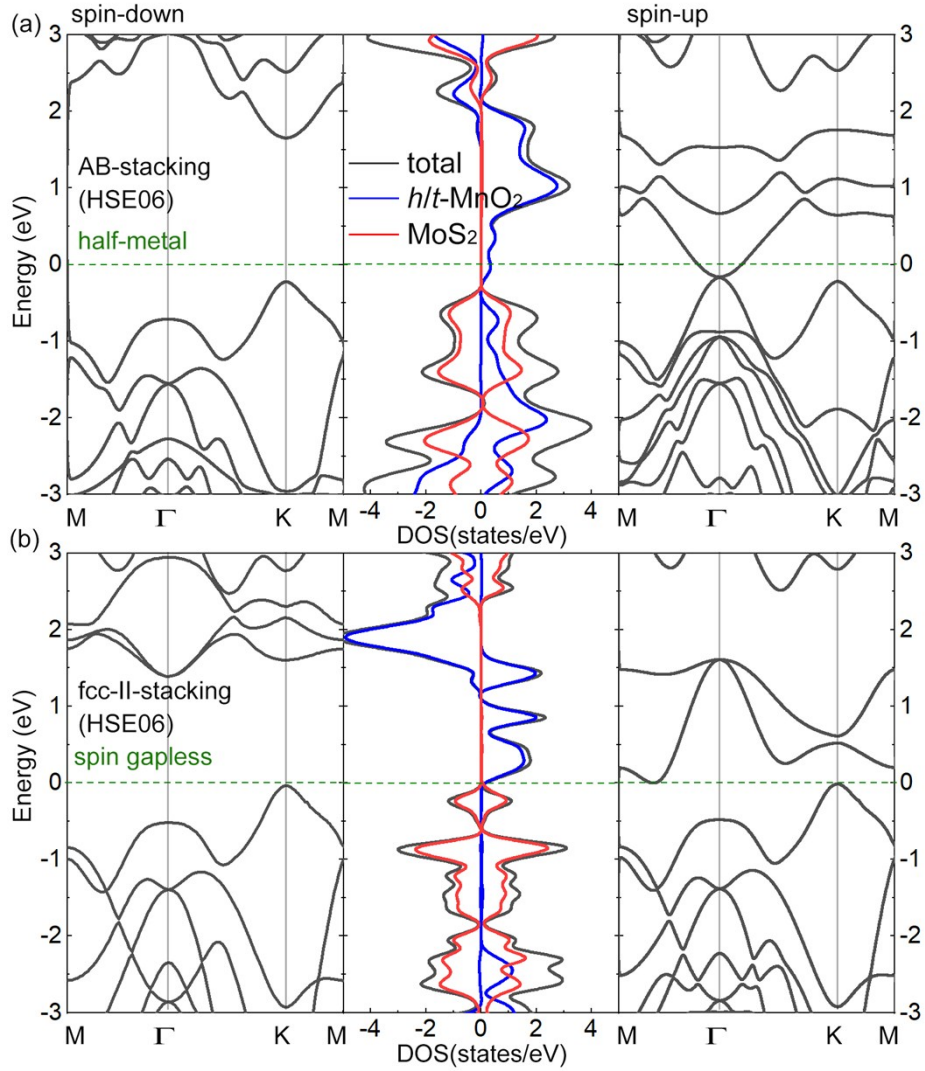 (a) spin-down spin-up
3 3
2 2
1 1
0 0
-1 -1
-2 -2
-3 -3
Energy (eV)
AB-stacking
(HSE06)
half-metal
total
h/t-MnO₂
MoS₂
M Γ K M -4 -2 0 2 4 M Γ K M
DOS(states/eV)
(b)
3 3
2 2
1 1
0 0
-1 -1
-2 -2
-3 -3
Energy (eV)
fcc-II-stacking
(HSE06)
spin gapless
M Γ K M -4 -2 0 2 4 M Γ K M
DOS(states/eV)